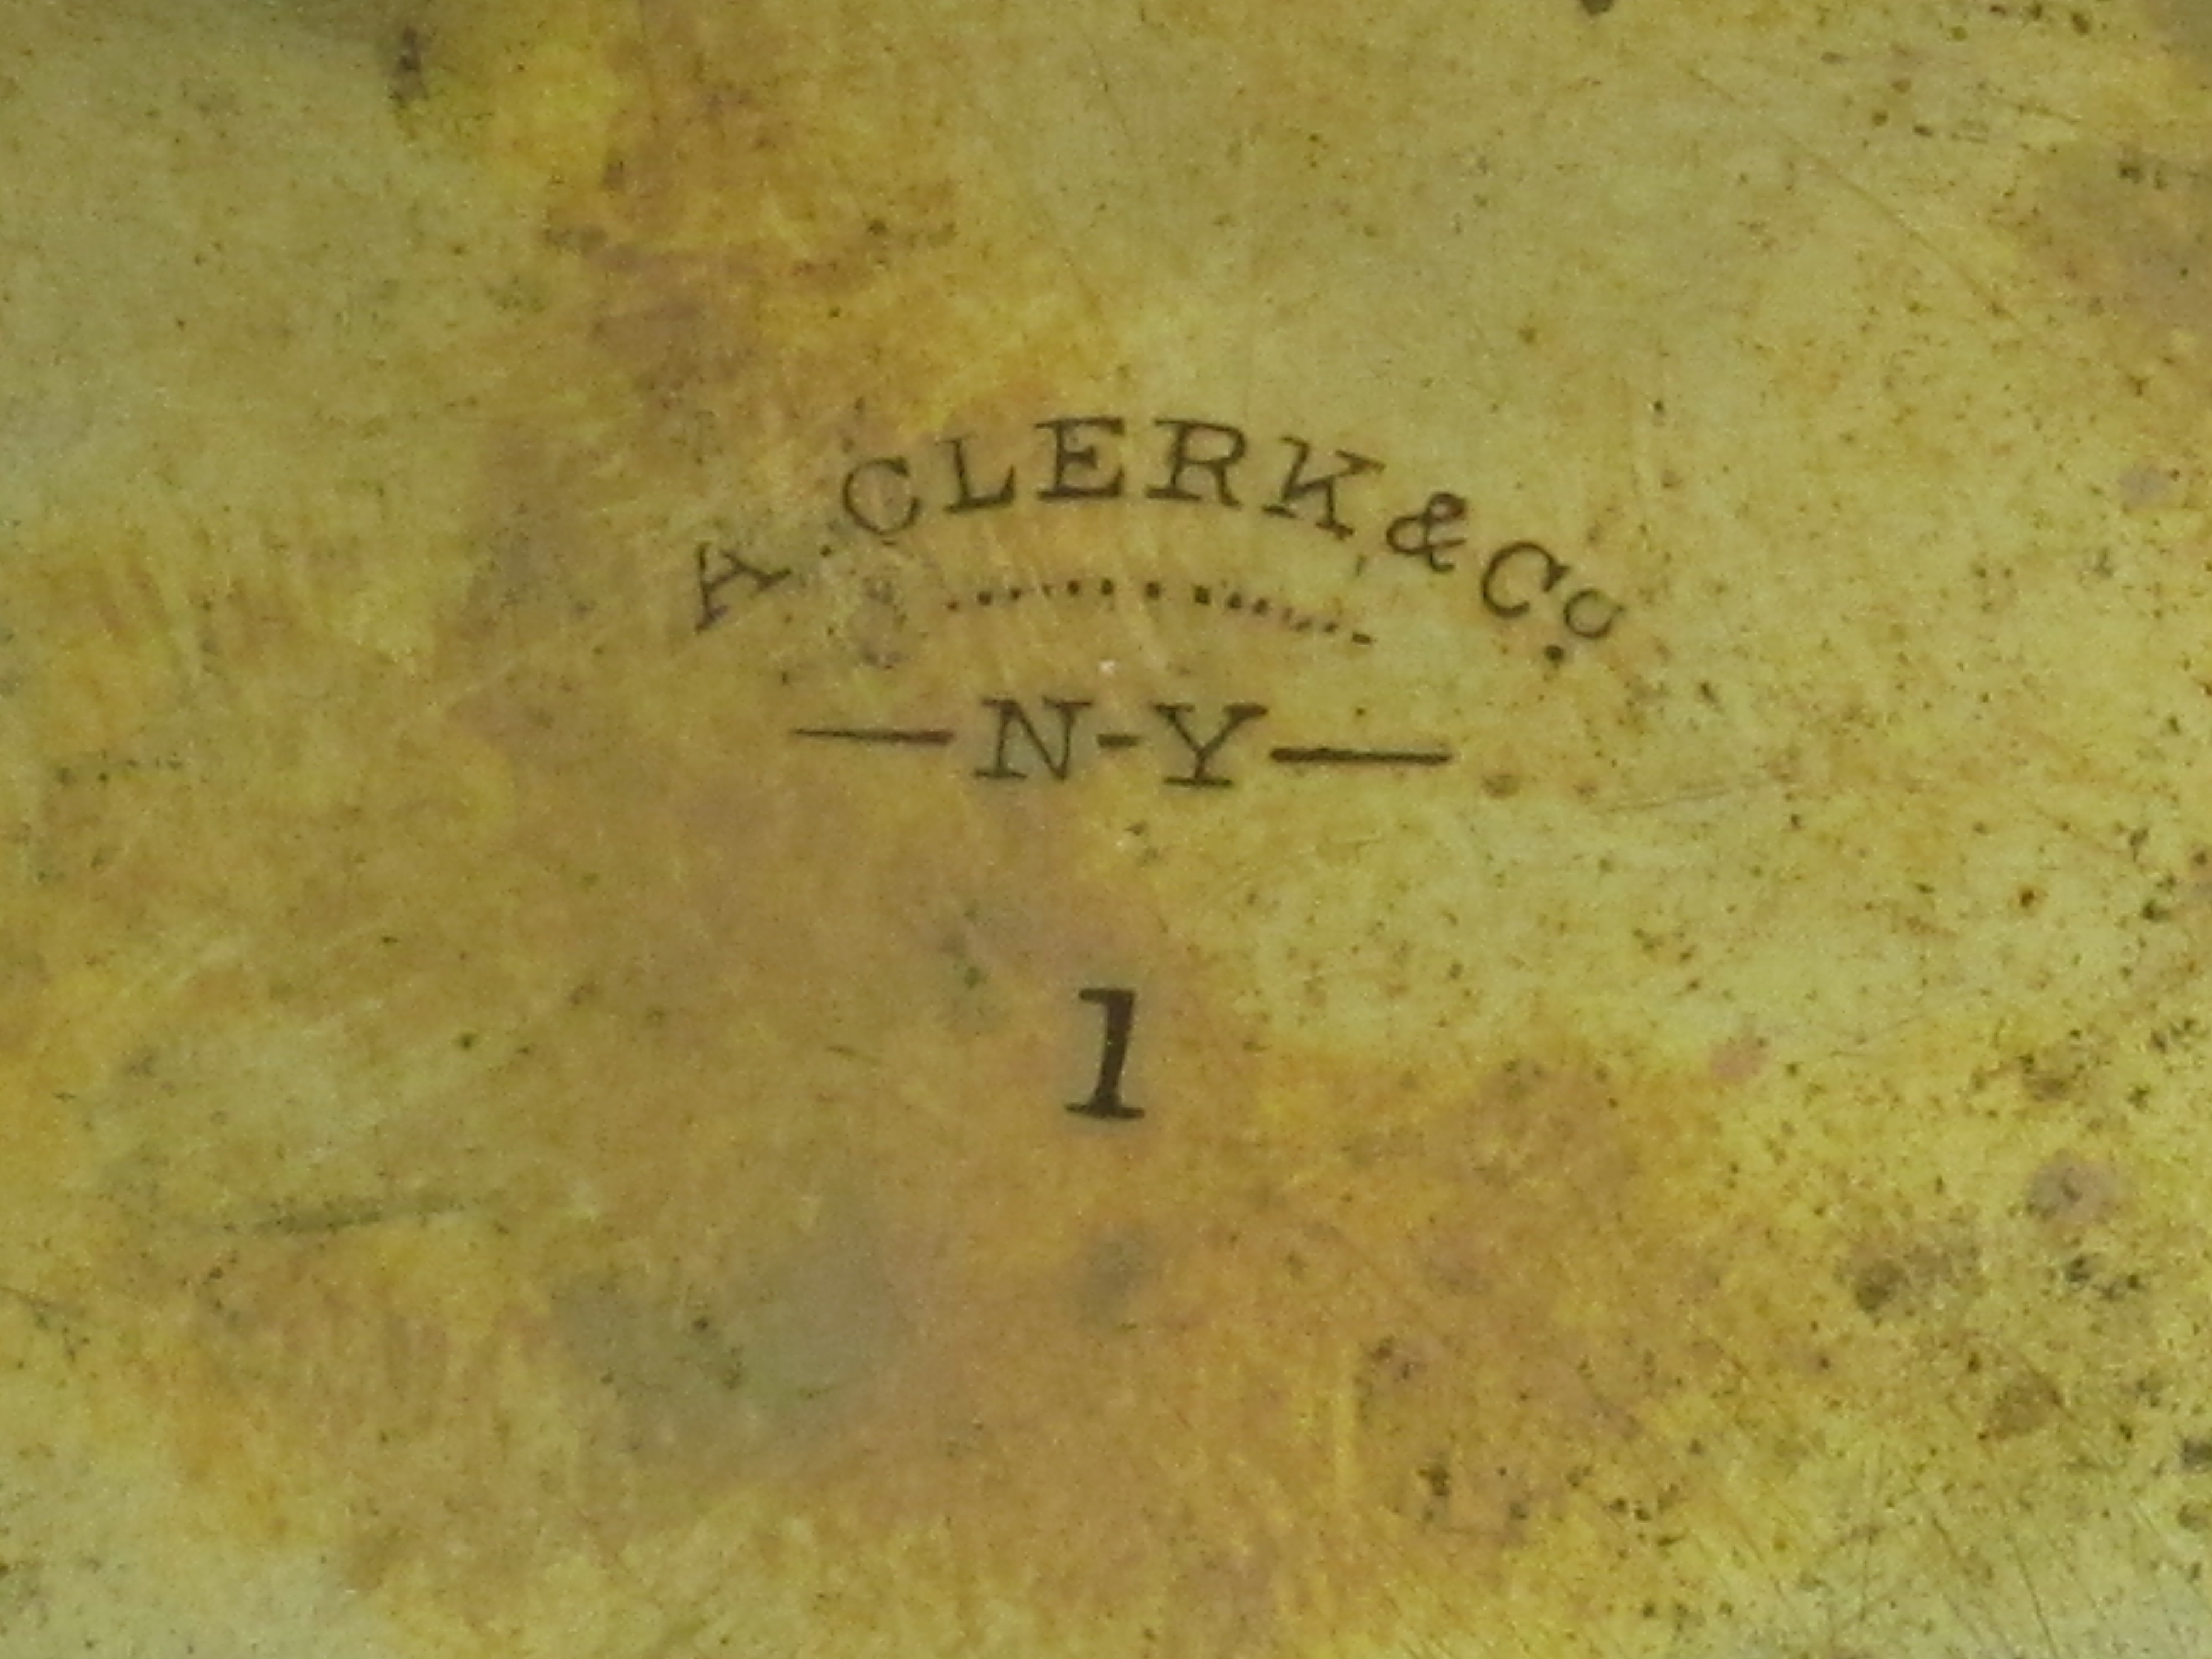 A. CLERK & Co.
— N-Y —
1